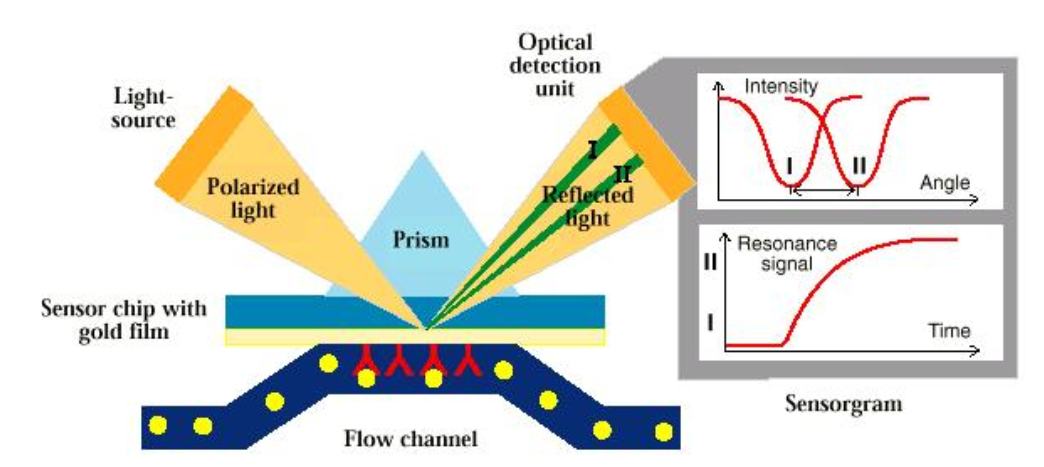 Light-
source
Polarized
light
Prism
Optical
detection
unit
I
II
Reflected
light
Sensor chip with
gold film
Flow channel
Intensity
I
II
Angle
Resonance
signal
II
I
Time
Sensorgram